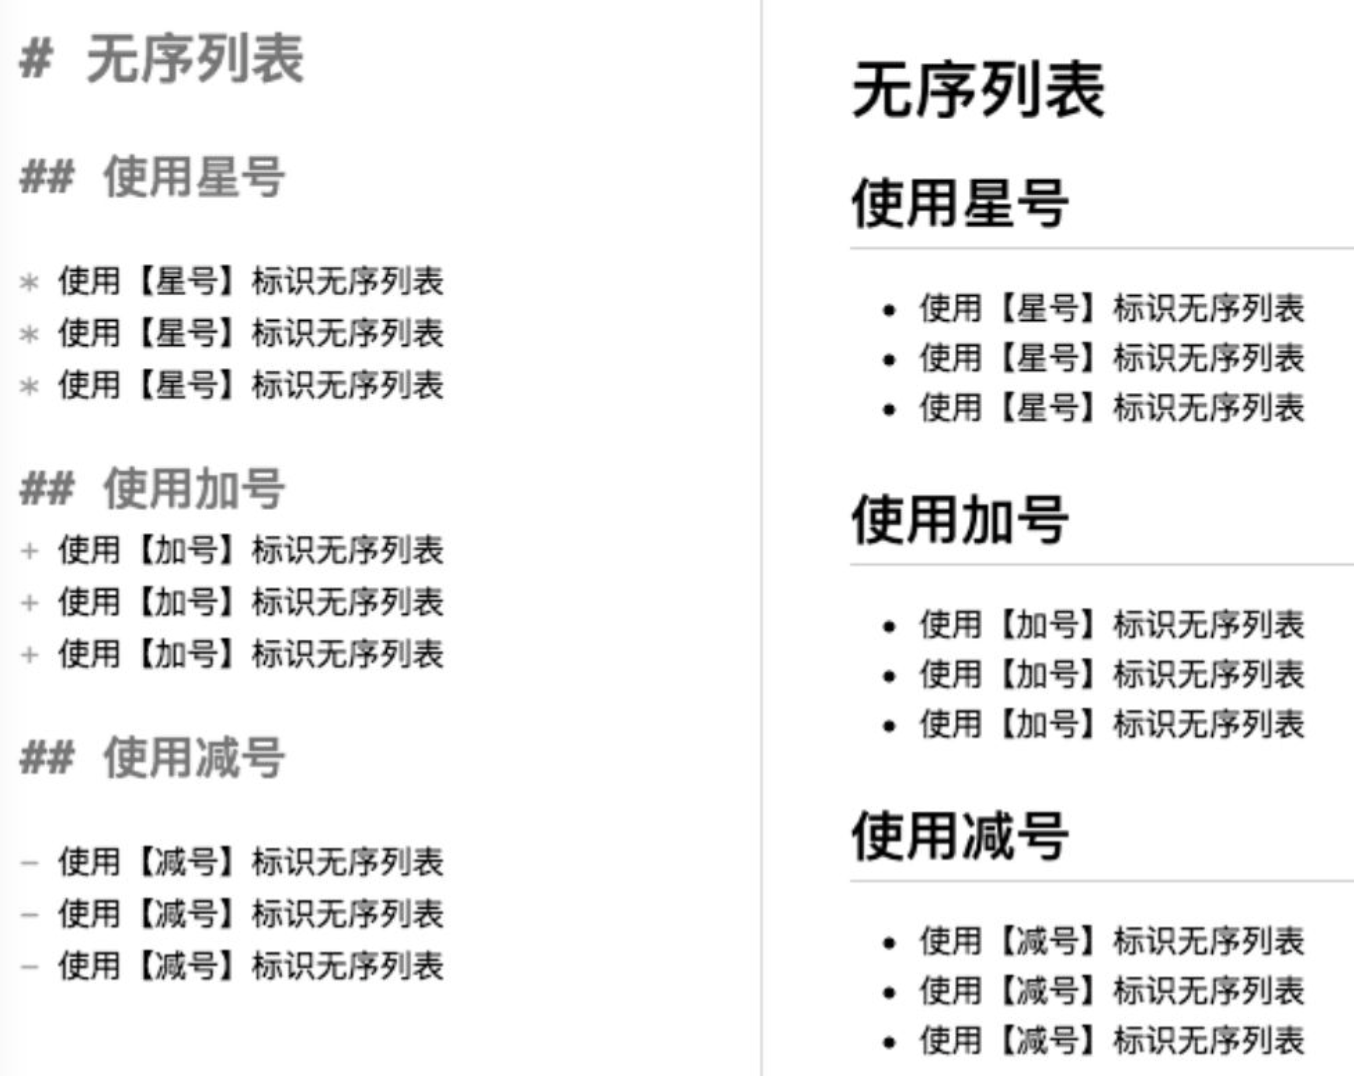 # 无序列表
## 使用星号
* 使用【星号】标识无序列表
* 使用【星号】标识无序列表
* 使用【星号】标识无序列表
## 使用加号
+ 使用【加号】标识无序列表
+ 使用【加号】标识无序列表
+ 使用【加号】标识无序列表
## 使用减号
- 使用【减号】标识无序列表
- 使用【减号】标识无序列表
- 使用【减号】标识无序列表
无序列表
使用星号
• 使用【星号】标识无序列表
• 使用【星号】标识无序列表
• 使用【星号】标识无序列表
使用加号
• 使用【加号】标识无序列表
• 使用【加号】标识无序列表
• 使用【加号】标识无序列表
使用减号
• 使用【减号】标识无序列表
• 使用【减号】标识无序列表
• 使用【减号】标识无序列表